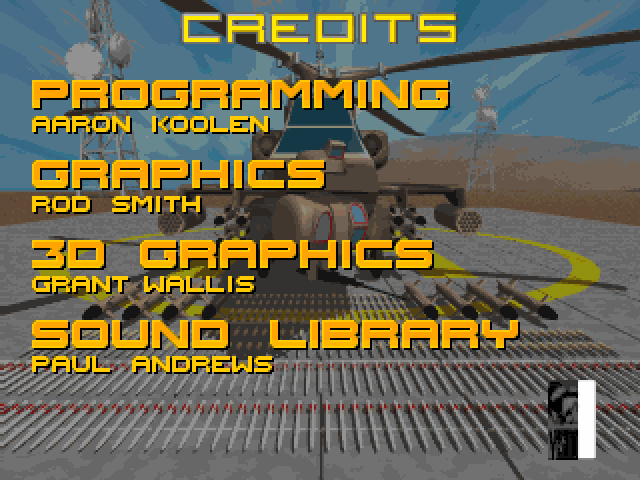 CREDITS
PROGRAMMING
AARON KOOLEN
GRAPHICS
ROD SMITH
3D GRAPHICS
GRANT WALLIS
SOUND LIBRARY
PAUL ANDREWS